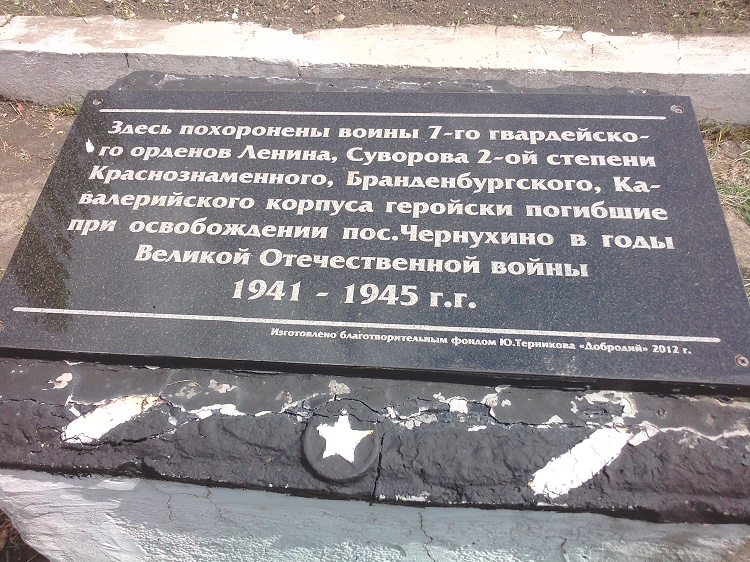 Здесь похоронены воины 7-го гвардейско-
го орденов Ленина, Суворова 2-ой степени
Краснознаменного, Бранденбургского, Ка-
валерийского корпуса геройски погибшие
при освобождении пос.Чернухино в годы
Великой Отечественной войны
1941 - 1945 г.г.
Изготовлено благотворительным фондом Ю.Терникова «Добродий» 2012 г.